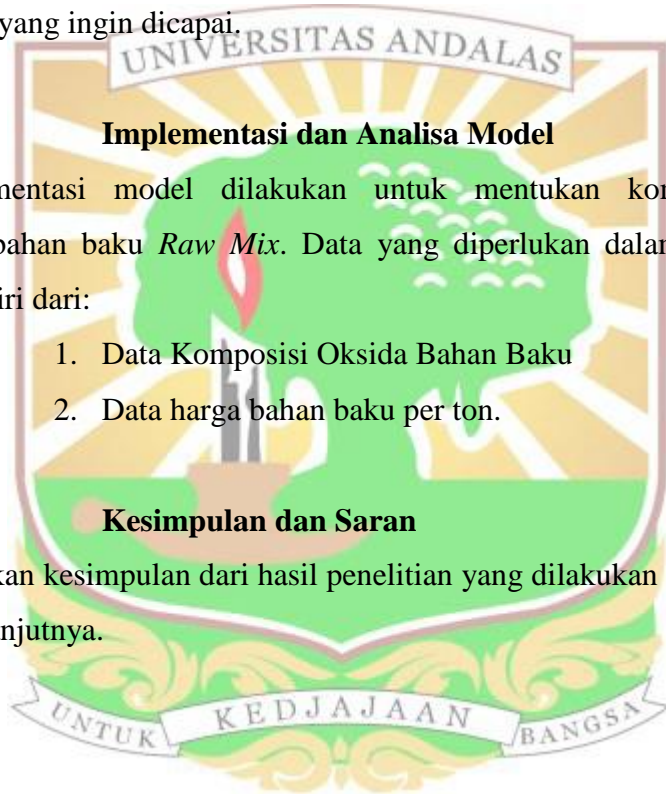 yang ingin dicapai.
UNIVERSITAS ANDALAS
Implementasi dan Analisa Model
mentasi model dilakukan untuk mentukan kor
bahan baku Raw Mix. Data yang diperlukan dalan
iri dari:
1. Data Komposisi Oksida Bahan Baku
2. Data harga bahan baku per ton.
Kesimpulan dan Saran
kan kesimpulan dari hasil penelitian yang dilakukan
njutnya.
UNTUK KEDJAJAAN BANGSA